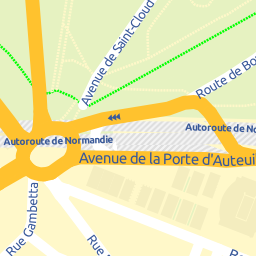 Avenue de Saint-Cloud
Route de Bo
Autoroute de Normandie
Autoroute de No
Avenue de la Porte d'Auteui
Rue Gambetta
Rue